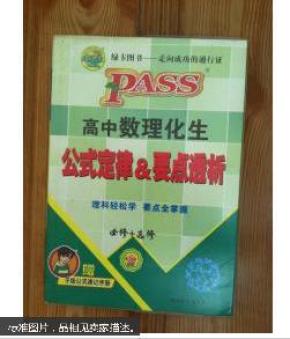 绿卡图书——走向成功的通行证
PASS
高中数理化生
公式定律&要点透析
理科轻松学 要点全掌握
必修+选修
赠